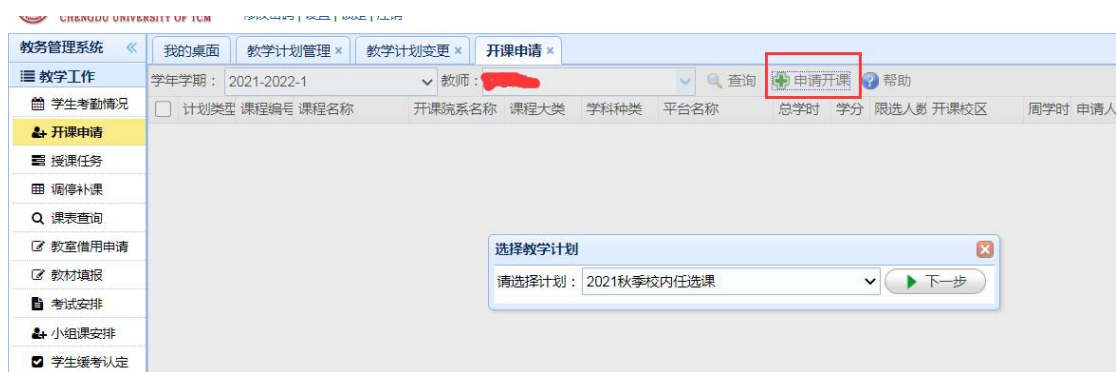 CHENGDU UNIVERSITY OF TCM
教务管理系统 «
我的桌面 教学计划管理 × 教学计划变更 × 开课申请 ×
教学工作
学年学期： 2021-2022-1 教师： 查询 申请开课 帮助
学生考勤情况
计划类型 课程编号 课程名称 开课院系名称 课程大类 学科种类 平台名称 总学时 学分 限选人数 开课校区 周学时 申请人
开课申请
授课任务
调停补课
课表查询
教室借用申请
选择教学计划
教材填报
请选择计划： 2021秋季校内任选课 下一步
考试安排
小组课安排
学生缓考认定